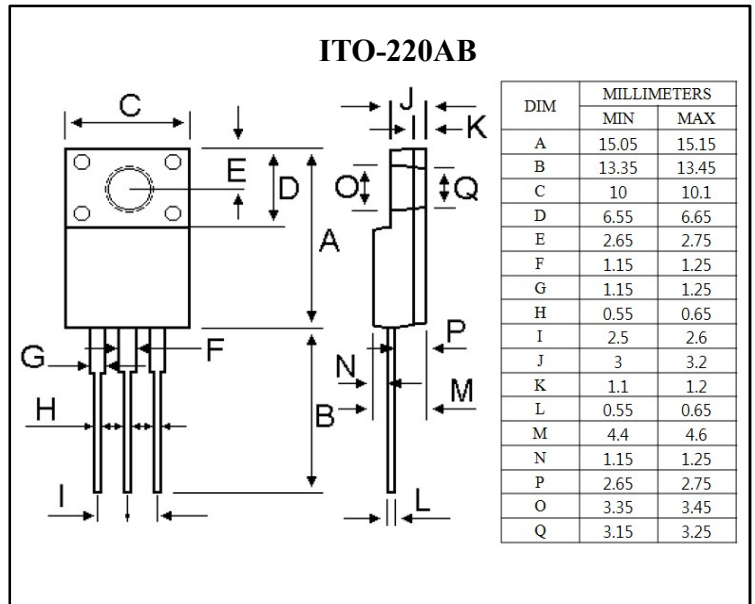 ITO-220AB
C
E
D
A
G
F
H
B
I
J
K
O
Q
P
N
M
L
DIM MILLIMETERS
MIN MAX
A 15.05 15.15
B 13.35 13.45
C 10 10.1
D 6.55 6.65
E 2.65 2.75
F 1.15 1.25
G 1.15 1.25
H 0.55 0.65
I 2.5 2.6
J 3 3.2
K 1.1 1.2
L 0.55 0.65
M 4.4 4.6
N 1.15 1.25
P 2.65 2.75
O 3.35 3.45
Q 3.15 3.25